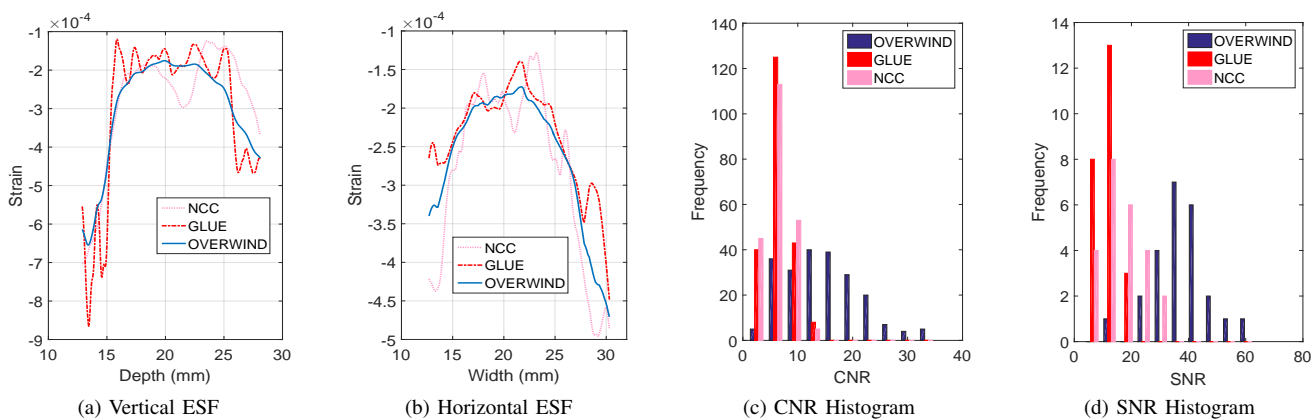 ×10⁻⁴
-1
-2
-3
-4
-5
-6
-7
-8
-9
Strain
NCC
GLUE
OVERWIND
10 15 20 25 30
Depth (mm)
(a) Vertical ESF
×10⁻⁴
-1
-1.5
-2
-2.5
-3
-3.5
-4
-4.5
-5
Strain
NCC
GLUE
OVERWIND
10 15 20 25 30
Width (mm)
(b) Horizontal ESF
140
120
100
80
60
40
20
0
Frequency
OVERWIND
GLUE
NCC
0 10 20 30 40
CNR
(c) CNR Histogram
14
12
10
8
6
4
2
0
Frequency
OVERWIND
GLUE
NCC
0 20 40 60 80
SNR
(d) SNR Histogram